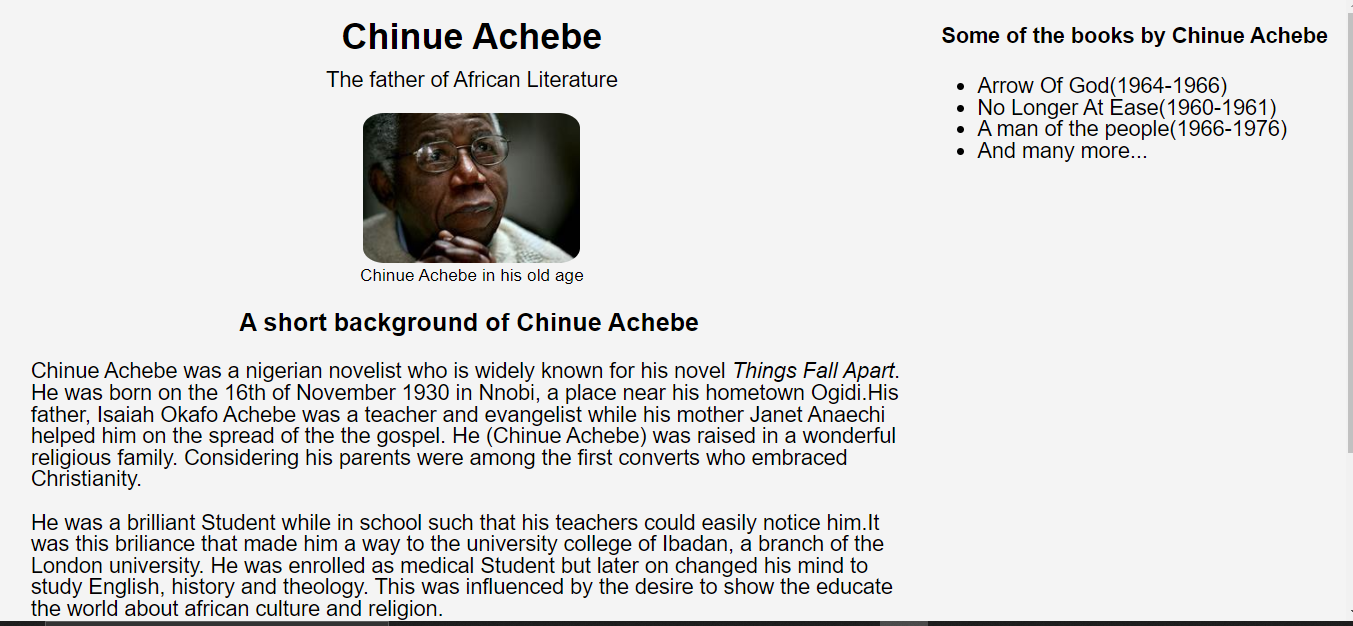 Chinue Achebe
The father of African Literature
Chinue Achebe in his old age
A short background of Chinue Achebe
Chinue Achebe was a nigerian novelist who is widely known for his novel Things Fall Apart.
He was born on the 16th of November 1930 in Nnobi, a place near his hometown Ogidi.His
father, Isaiah Okafo Achebe was a teacher and evangelist while his mother Janet Anaechi
helped him on the spread of the the gospel. He (Chinue Achebe) was raised in a wonderful
religious family. Considering his parents were among the first converts who embraced
Christianity.
He was a brilliant Student while in school such that his teachers could easily notice him.It
was this briliance that made him a way to the university college of Ibadan, a branch of the
London university. He was enrolled as medical Student but later on changed his mind to
study English, history and theology. This was influenced by the desire to show the educate
the world about african culture and religion.
Some of the books by Chinue Achebe
• Arrow Of God(1964-1966)
• No Longer At Ease(1960-1961)
• A man of the people(1966-1976)
• And many more...